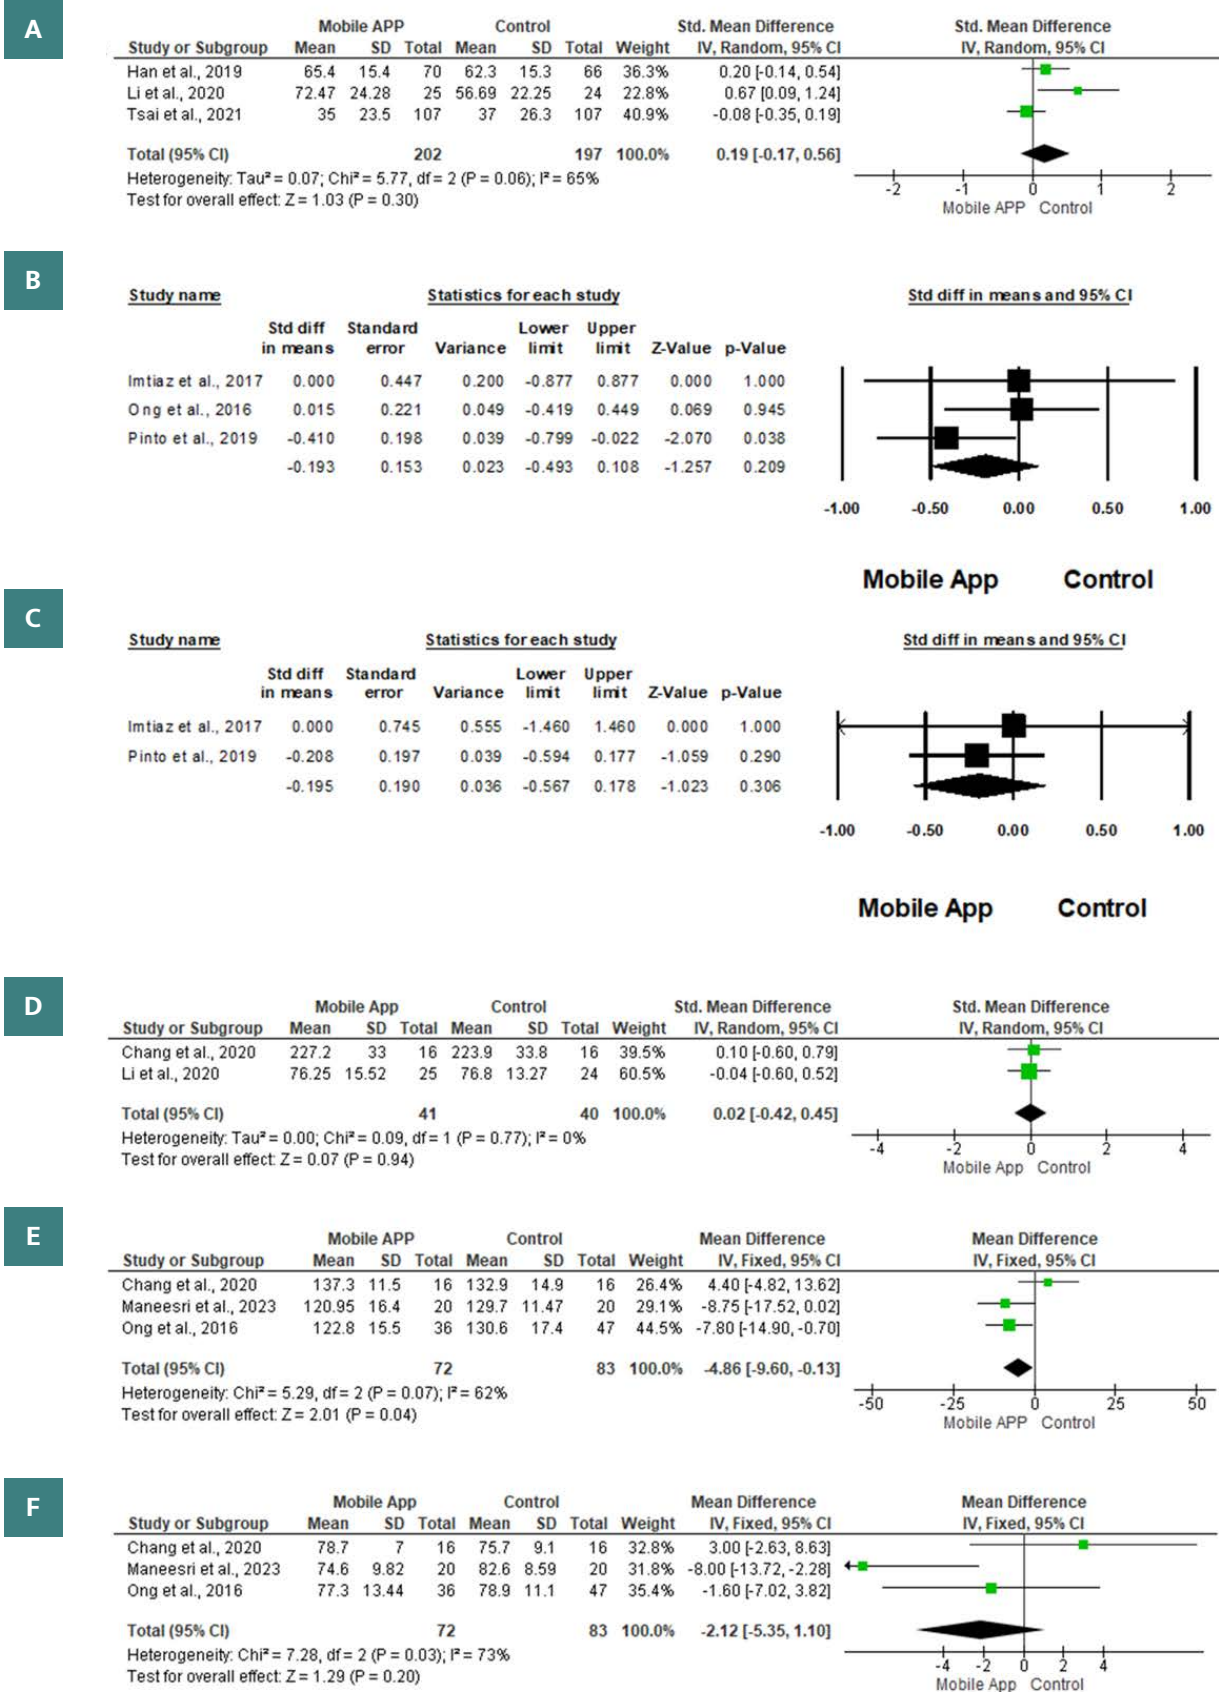 A
Mobile APP Control Std. Mean Difference Std. Mean Difference
Study or Subgroup Mean SD Total Mean SD Total Weight IV, Random, 95% CI IV, Random, 95% CI
Han et al., 2019 65.4 15.4 70 62.3 15.3 66 36.3% 0.20 [-0.14, 0.54]
Li et al., 2020 72.47 24.28 25 56.69 22.25 24 22.8% 0.67 [0.09, 1.24]
Tsai et al., 2021 35 23.5 107 37 26.3 107 40.9% -0.08 [-0.35, 0.19]
Total (95% CI) 202 197 100.0% 0.19 [-0.17, 0.56]
Heterogeneity: Tau² = 0.07; Chi² = 5.77, df = 2 (P = 0.06); I² = 65%
Test for overall effect: Z = 1.03 (P = 0.30)
-2 -1 0 1 2
Mobile APP Control
B
Study name Statistics for each study Std diff in means and 95% CI
Std diff Standard Lower Upper
in means error Variance limit limit Z-Value p-Value
Imtiaz et al., 2017 0.000 0.447 0.200 -0.877 0.877 0.000 1.000
Ong et al., 2016 0.015 0.221 0.049 -0.419 0.449 0.069 0.945
Pinto et al., 2019 -0.410 0.198 0.039 -0.799 -0.022 -2.070 0.038
-0.193 0.153 0.023 -0.493 0.108 -1.257 0.209
-1.00 -0.50 0.00 0.50 1.00
Mobile App Control
C
Study name Statistics for each study Std diff in means and 95% CI
Std diff Standard Lower Upper
in means error Variance limit limit Z-Value p-Value
Imtiaz et al., 2017 0.000 0.745 0.555 -1.460 1.460 0.000 1.000
Pinto et al., 2019 -0.208 0.197 0.039 -0.594 0.177 -1.059 0.290
-0.195 0.190 0.036 -0.567 0.178 -1.023 0.306
-1.00 -0.50 0.00 0.50 1.00
Mobile App Control
D
Mobile App Control Std. Mean Difference Std. Mean Difference
Study or Subgroup Mean SD Total Mean SD Total Weight IV, Random, 95% CI IV, Random, 95% CI
Chang et al., 2020 227.2 33 16 223.9 33.8 16 39.5% 0.10 [-0.60, 0.79]
Li et al., 2020 76.25 15.52 25 76.8 13.27 24 60.5% -0.04 [-0.60, 0.52]
Total (95% CI) 41 40 100.0% 0.02 [-0.42, 0.45]
Heterogeneity: Tau² = 0.00; Chi² = 0.09, df = 1 (P = 0.77); I² = 0%
Test for overall effect: Z = 0.07 (P = 0.94)
-4 -2 0 2 4
Mobile App Control
E
Mobile APP Control Mean Difference Mean Difference
Study or Subgroup Mean SD Total Mean SD Total Weight IV, Fixed, 95% CI IV, Fixed, 95% CI
Chang et al., 2020 137.3 11.5 16 132.9 14.9 16 26.4% 4.40 [-4.82, 13.62]
Maneesri et al., 2023 120.95 16.4 20 129.7 11.47 20 29.1% -8.75 [-17.52, 0.02]
Ong et al., 2016 122.8 15.5 36 130.6 17.4 47 44.5% -7.80 [-14.90, -0.70]
Total (95% CI) 72 83 100.0% -4.86 [-9.60, -0.13]
Heterogeneity: Chi² = 5.29, df = 2 (P = 0.07); I² = 62%
Test for overall effect: Z = 2.01 (P = 0.04)
-50 -25 0 25 50
Mobile APP Control
F
Mobile App Control Mean Difference Mean Difference
Study or Subgroup Mean SD Total Mean SD Total Weight IV, Fixed, 95% CI IV, Fixed, 95% CI
Chang et al., 2020 78.7 7 16 75.7 9.1 16 32.8% 3.00 [-2.63, 8.63]
Maneesri et al., 2023 74.6 9.82 20 82.6 8.59 20 31.8% -8.00 [-13.72, -2.28]
Ong et al., 2016 77.3 13.44 36 78.9 11.1 47 35.4% -1.60 [-7.02, 3.82]
Total (95% CI) 72 83 100.0% -2.12 [-5.35, 1.10]
Heterogeneity: Chi² = 7.28, df = 2 (P = 0.03); I² = 73%
Test for overall effect: Z = 1.29 (P = 0.20)
-4 -2 0 2 4
Mobile App Control